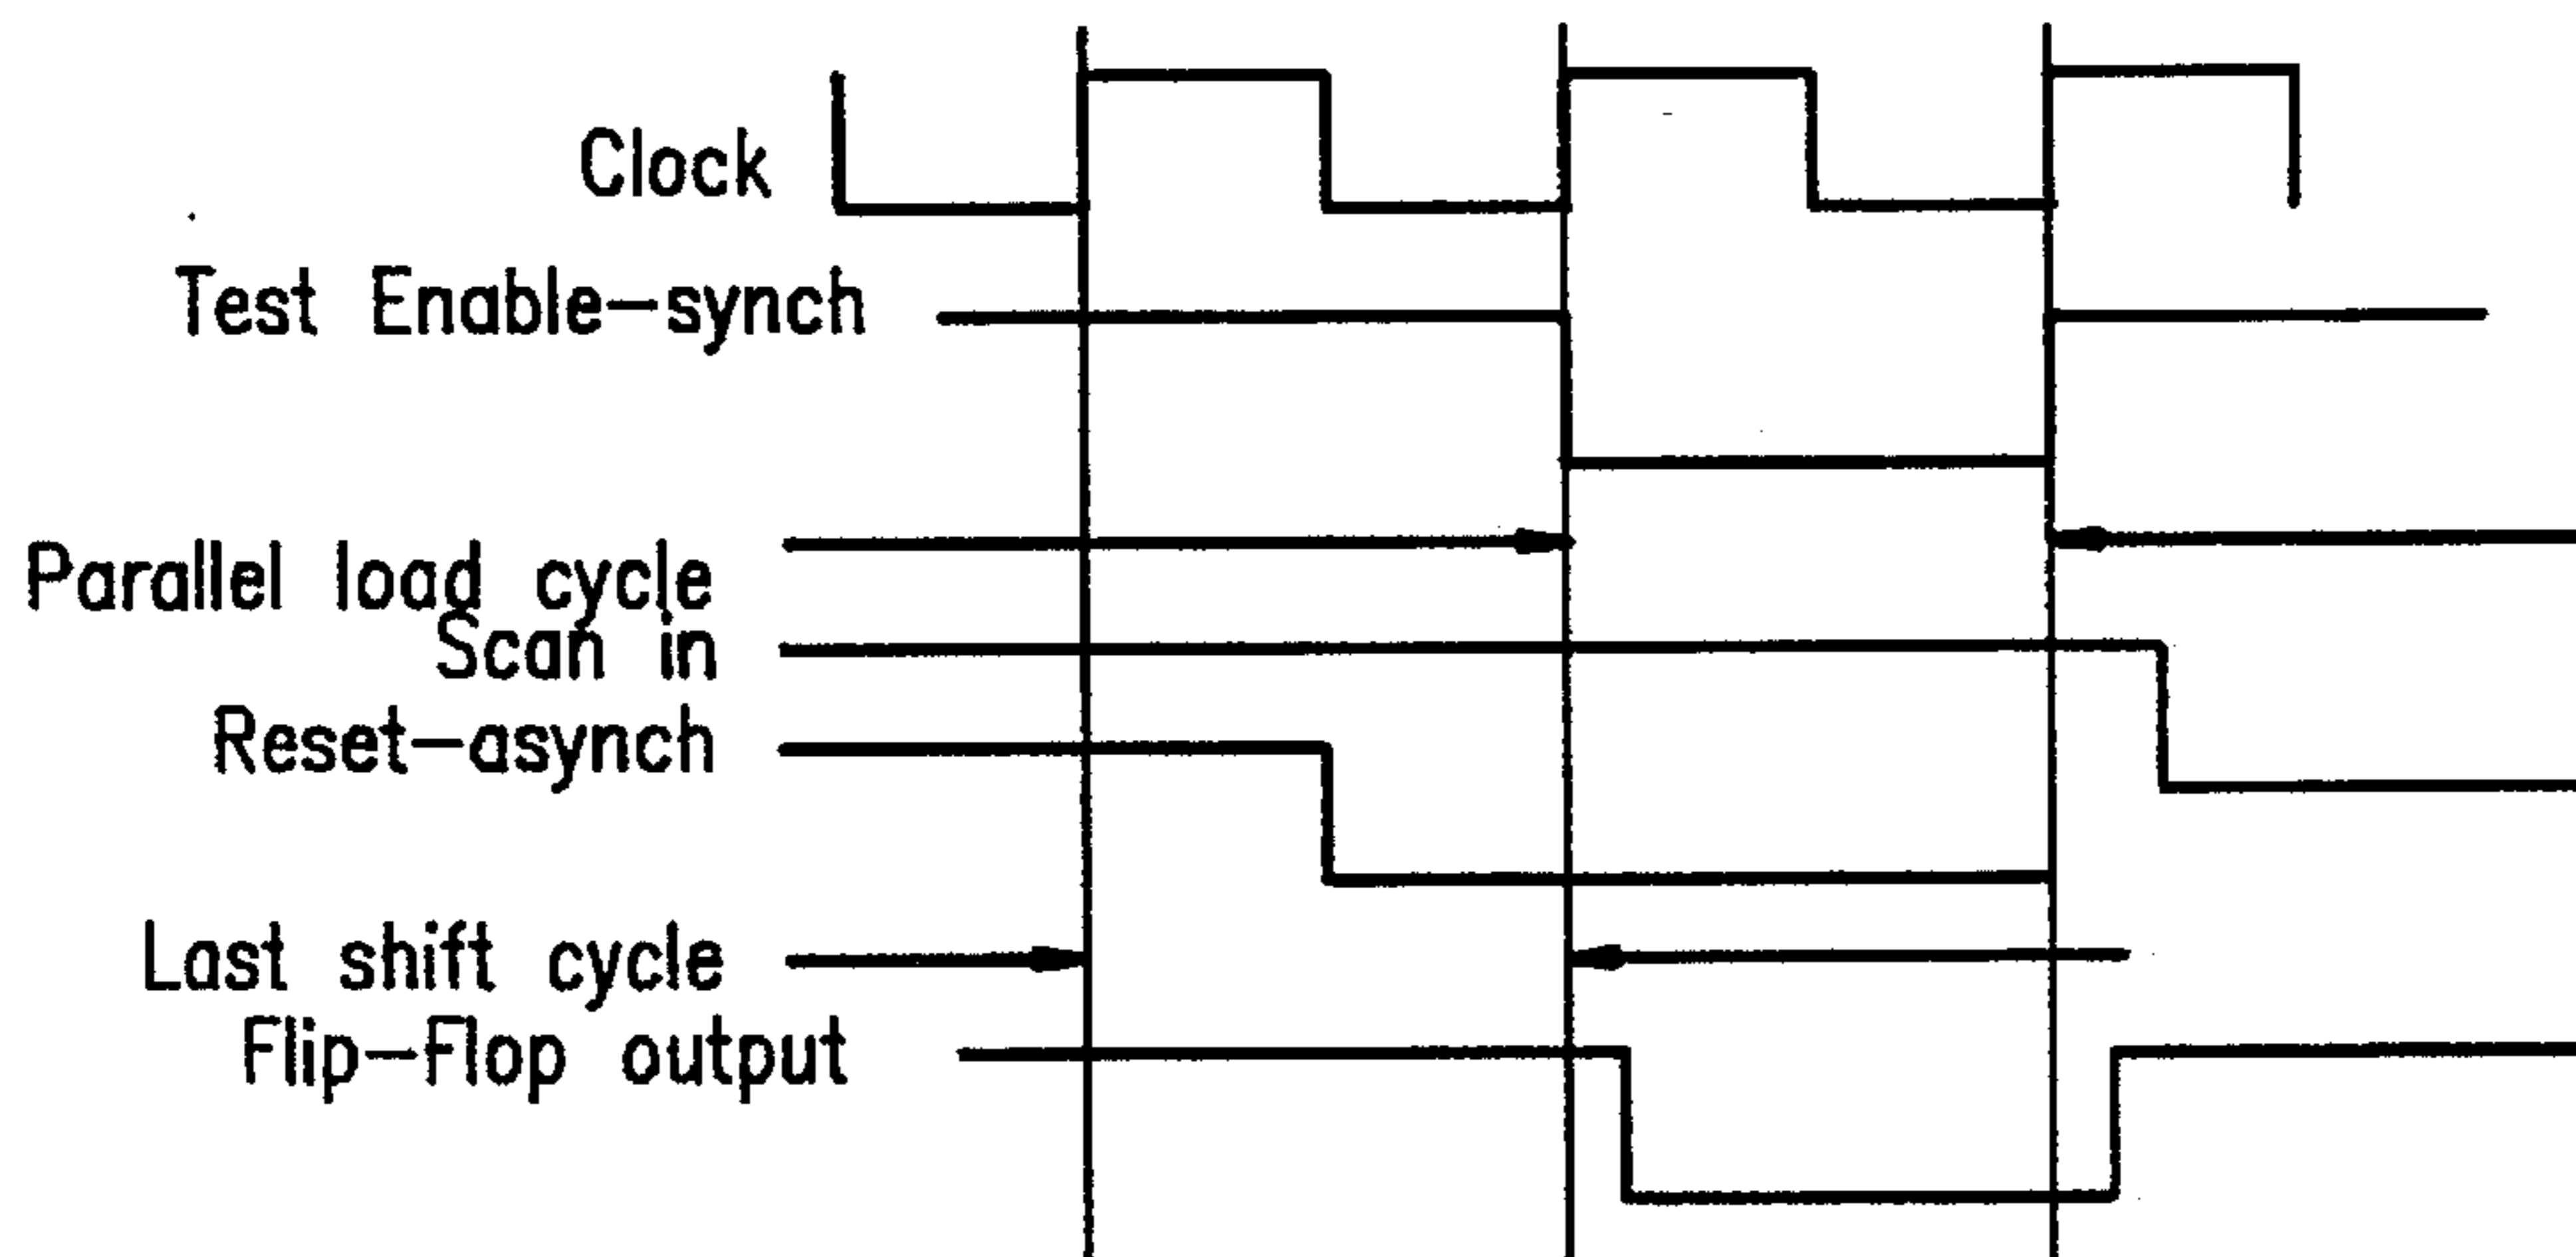 Clock
Test Enable-synch
Parallel load cycle
Scan in
Reset-asynch
Last shift cycle
Flip-Flop output